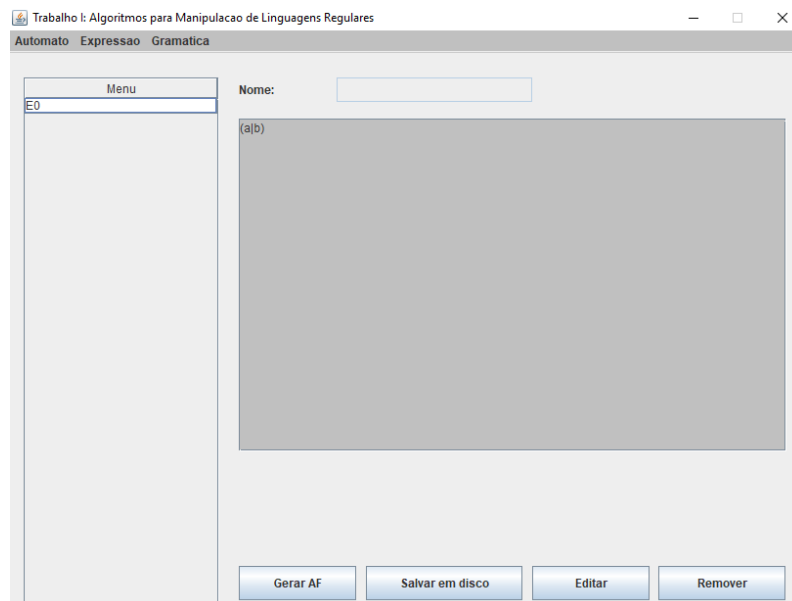 Trabalho I: Algoritmos para Manipulacao de Linguagens Regulares
Automato Expressao Gramatica
Menu
E0
Nome:
(a|b)
Gerar AF Salvar em disco Editar Remover